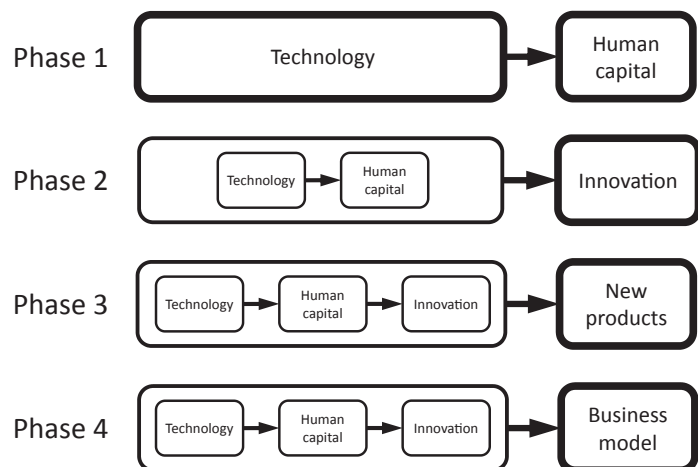 Phase 1
Technology
Human
capital
Phase 2
Technology
Human
capital
Innovation
Phase 3
Technology
Human
capital
Innovation
New
products
Phase 4
Technology
Human
capital
Innovation
Business
model